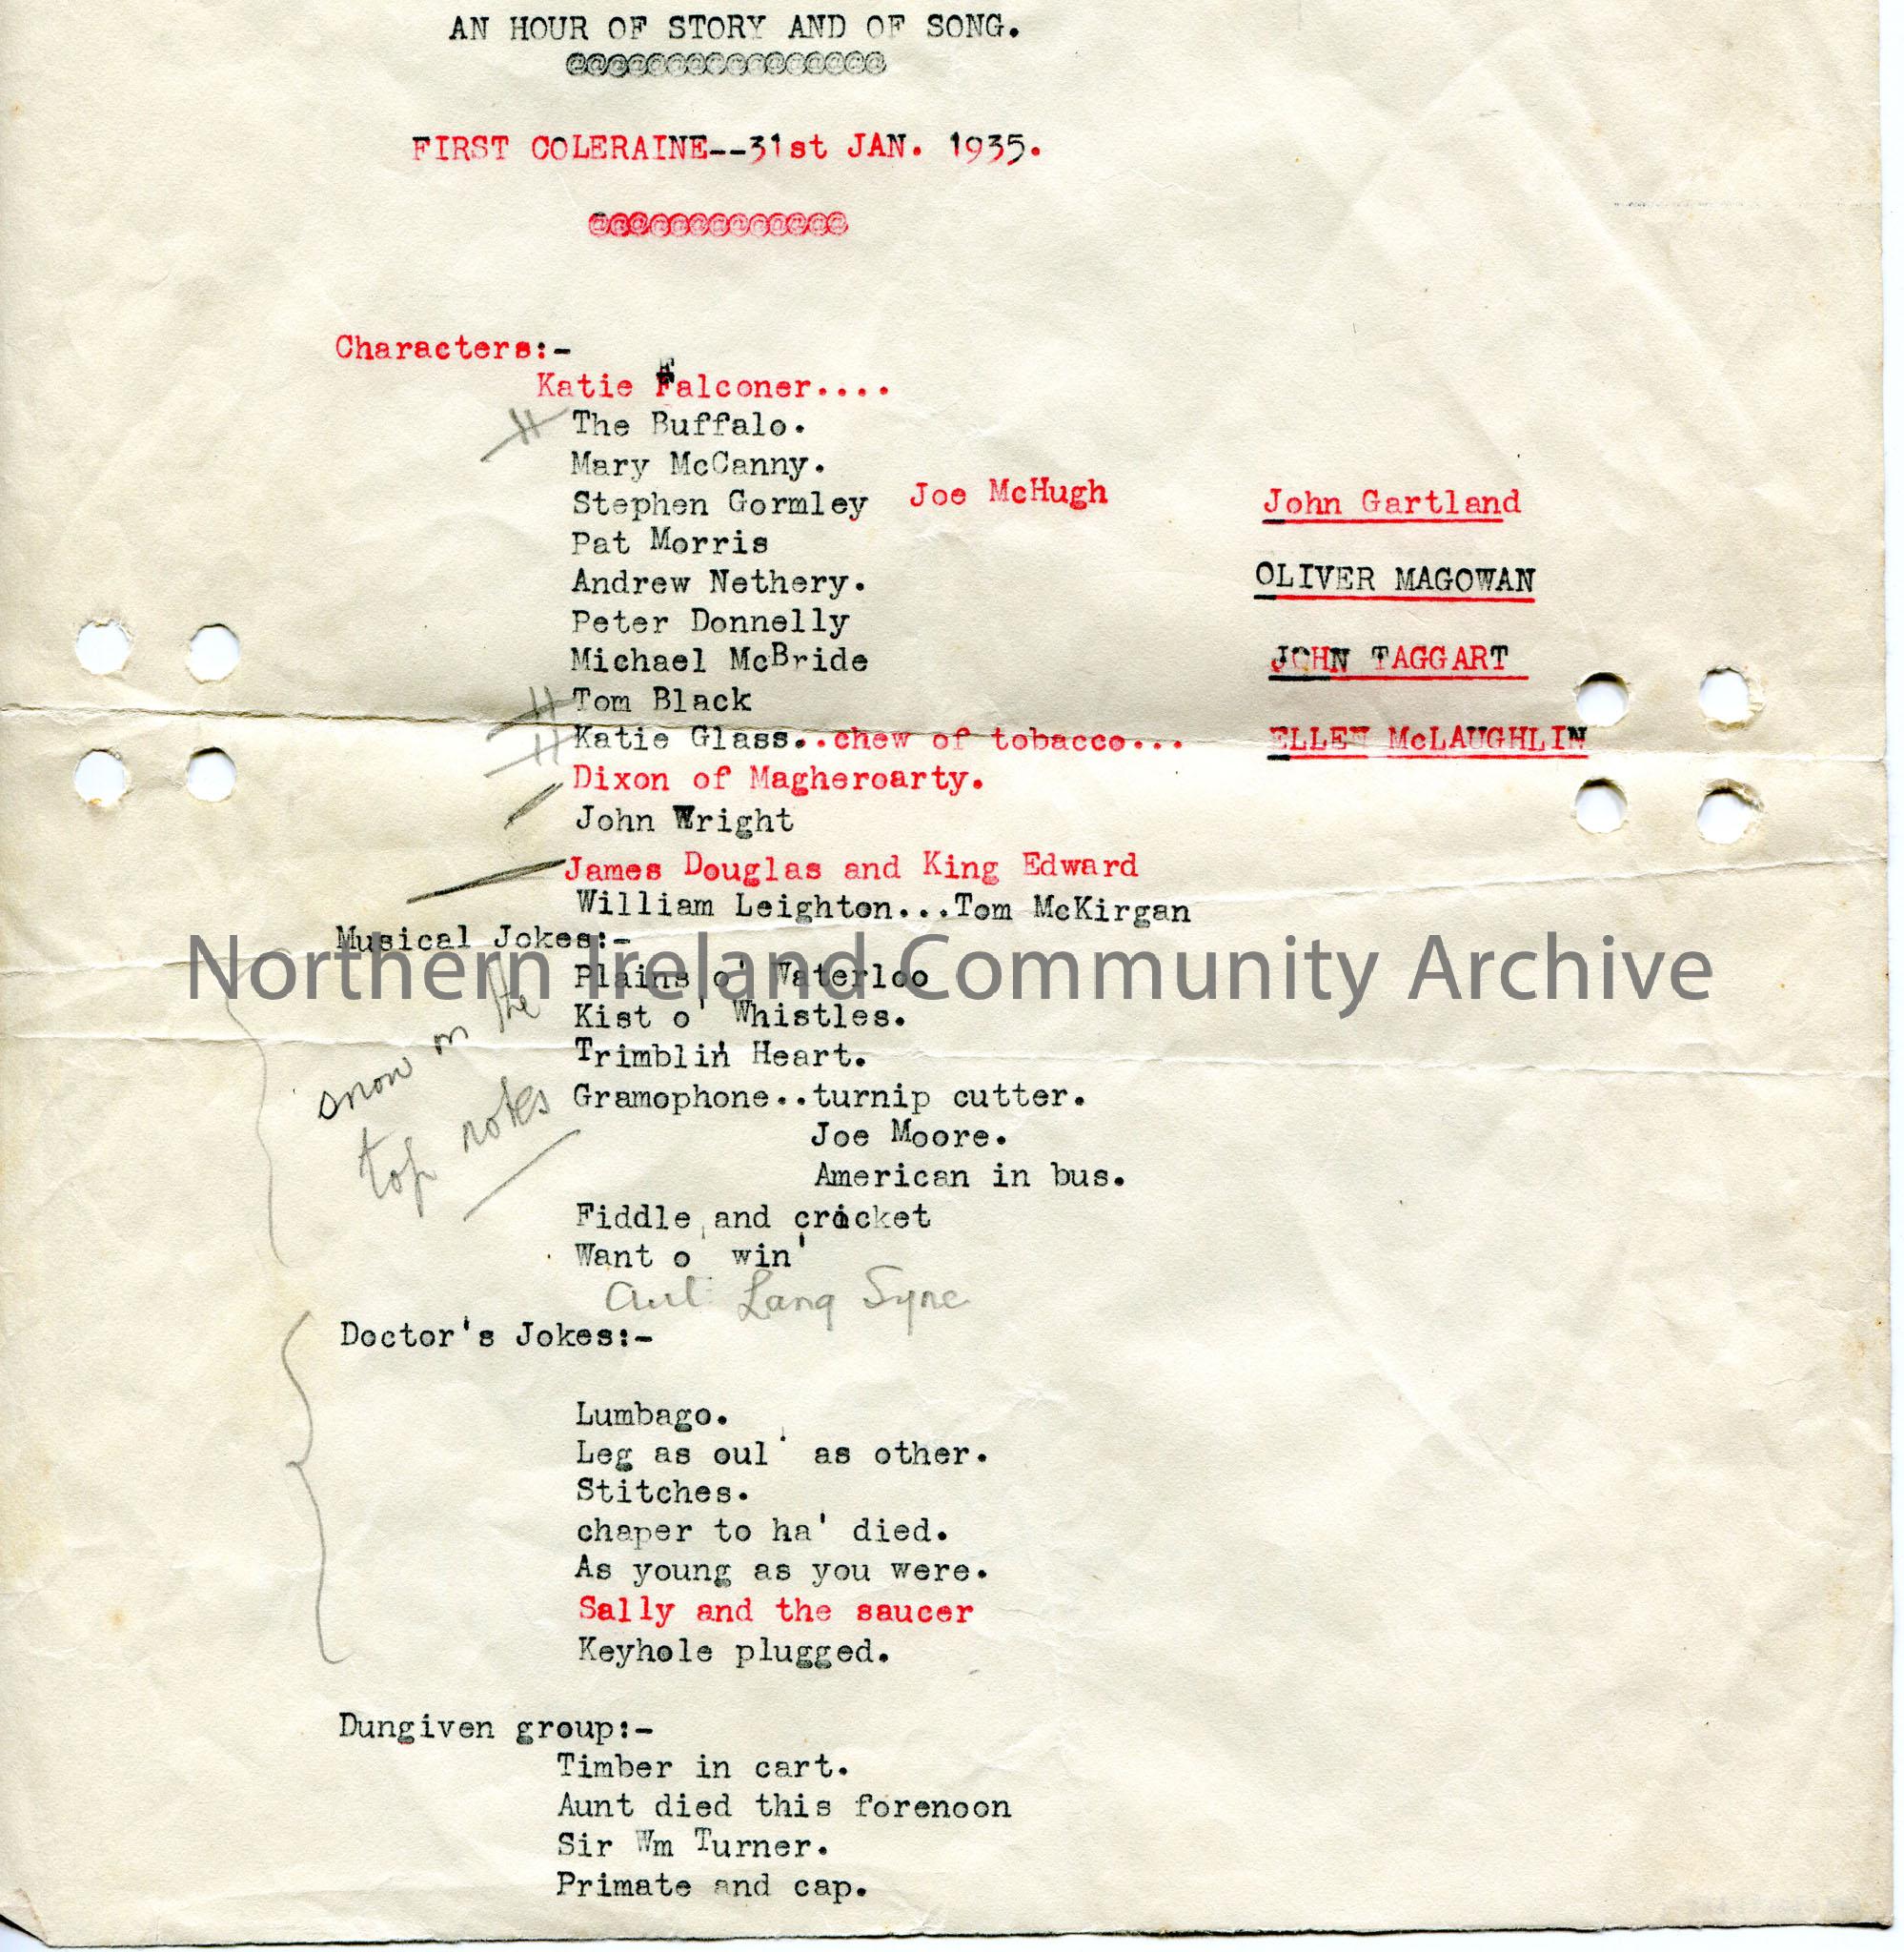 AN HOUR OF STORY AND OF SONG.
@@@@@@@@@@@@@@@@
FIRST COLERAINE--31st JAN. 1935.
@@@@@@@@@@@@@
Characters:-
Katie Falconer....
The Buffalo.
Mary McCanny.
Stephen Gormley Joe McHugh John Gartland
Pat Morris
Andrew Nethery. OLIVER MAGOWAN
Peter Donnelly
Michael McBride JOHN TAGGART
Tom Black
Katie Glass..chew of tobacco... ELLEN McLAUGHLIN
Dixon of Magheroarty.
John Wright
James Douglas and King Edward
William Leighton...Tom McKirgan
Musical Jokes:-
Northern Ireland Community Archive
Plains o' Waterloo
Kist o' Whistles.
Trimblin' Heart.
snow on the
top notes
Gramophone..turnip cutter.
Joe Moore.
American in bus.
Fiddle and cricket
Want o' win'
Aul Lang Syne
Doctor's Jokes:-
Lumbago.
Leg as oul' as other.
Stitches.
chaper to ha' died.
As young as you were.
Sally and the saucer
Keyhole plugged.
Dungiven group:-
Timber in cart.
Aunt died this forenoon
Sir Wm Turner.
Primate and cap.